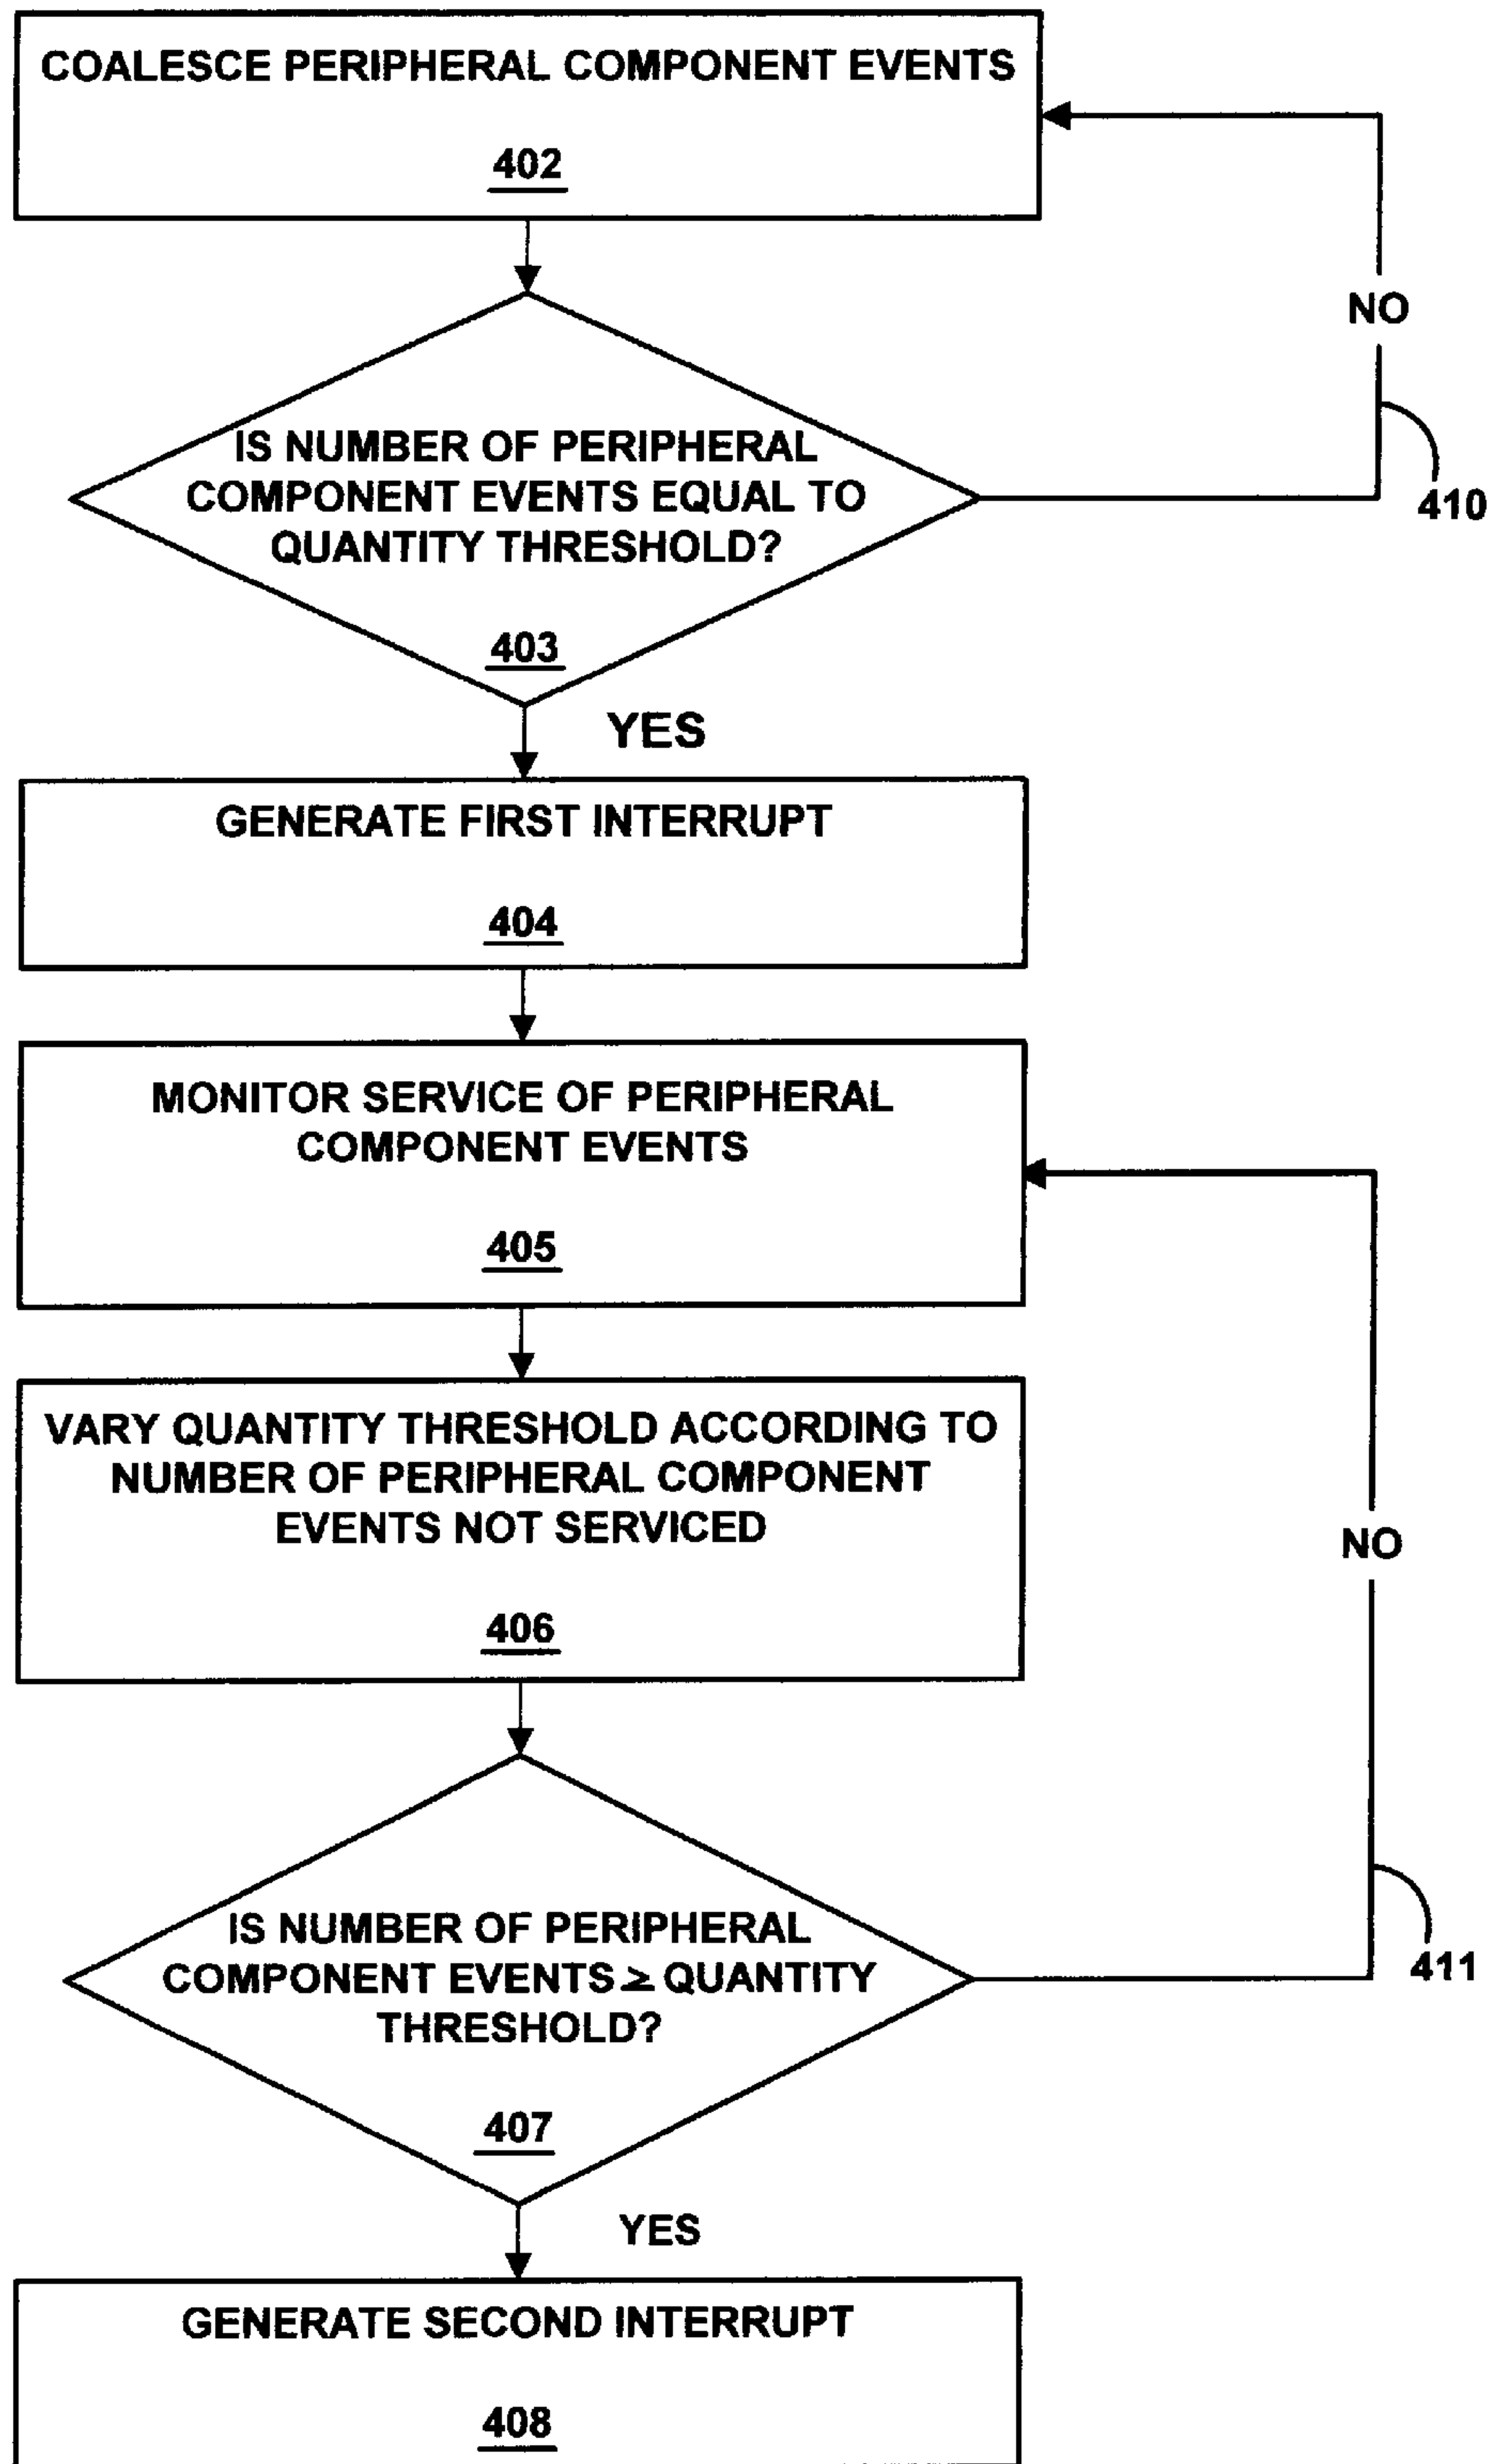 COALESCE PERIPHERAL COMPONENT EVENTS
402
NO
IS NUMBER OF PERIPHERAL
COMPONENT EVENTS EQUAL TO
QUANTITY THRESHOLD?
410
403
YES
GENERATE FIRST INTERRUPT
404
MONITOR SERVICE OF PERIPHERAL
COMPONENT EVENTS
405
VARY QUANTITY THRESHOLD ACCORDING TO
NUMBER OF PERIPHERAL COMPONENT
EVENTS NOT SERVICED
NO
406
IS NUMBER OF PERIPHERAL
COMPONENT EVENTS ≥ QUANTITY
THRESHOLD?
411
407
YES
GENERATE SECOND INTERRUPT
408